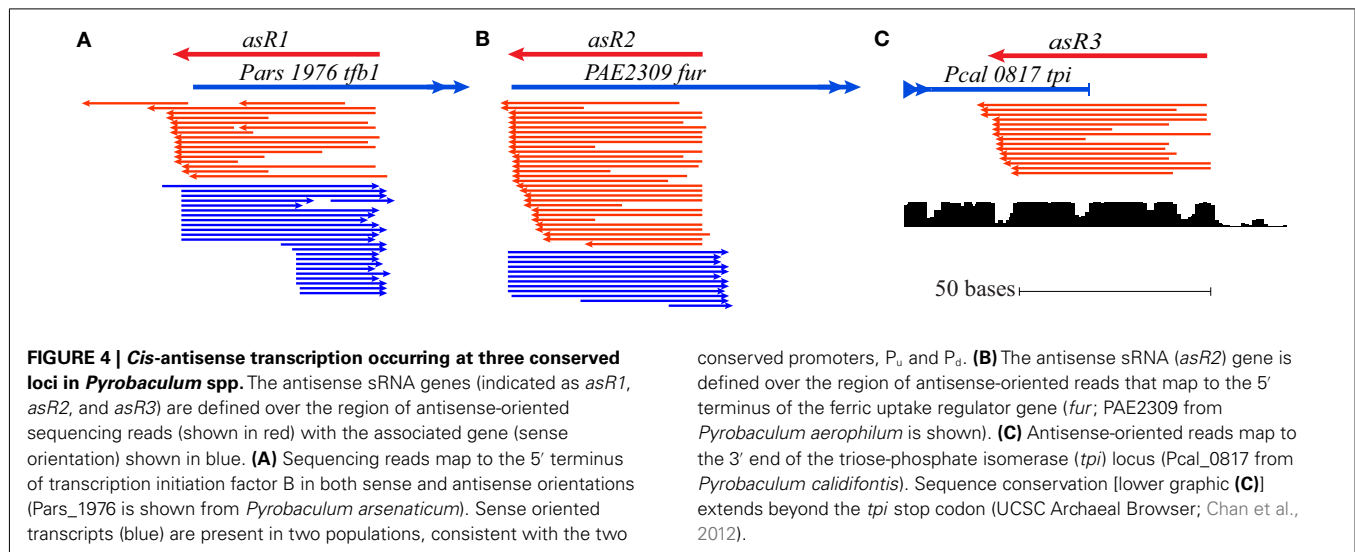 A
asR1
Pars 1976 tfb1
B
asR2
PAE2309 fur
C
asR3
Pcal 0817 tpi
50 bases
FIGURE 4 | Cis-antisense transcription occurring at three conserved
loci in Pyrobaculum spp. The antisense sRNA genes (indicated as asR1,
asR2, and asR3) are defined over the region of antisense-oriented
sequencing reads (shown in red) with the associated gene (sense
orientation) shown in blue. (A) Sequencing reads map to the 5′ terminus
of transcription initiation factor B in both sense and antisense orientations
(Pars_1976 is shown from Pyrobaculum arsenaticum). Sense oriented
transcripts (blue) are present in two populations, consistent with the two
conserved promoters, Pu and Pd. (B) The antisense sRNA (asR2) gene is
defined over the region of antisense-oriented reads that map to the 5′
terminus of the ferric uptake regulator gene (fur; PAE2309 from
Pyrobaculum aerophilum is shown). (C) Antisense-oriented reads map to
the 3′ end of the triose-phosphate isomerase (tpi) locus (Pcal_0817 from
Pyrobaculum calidifontis). Sequence conservation [lower graphic (C)]
extends beyond the tpi stop codon (UCSC Archaeal Browser; Chan et al.,
2012).